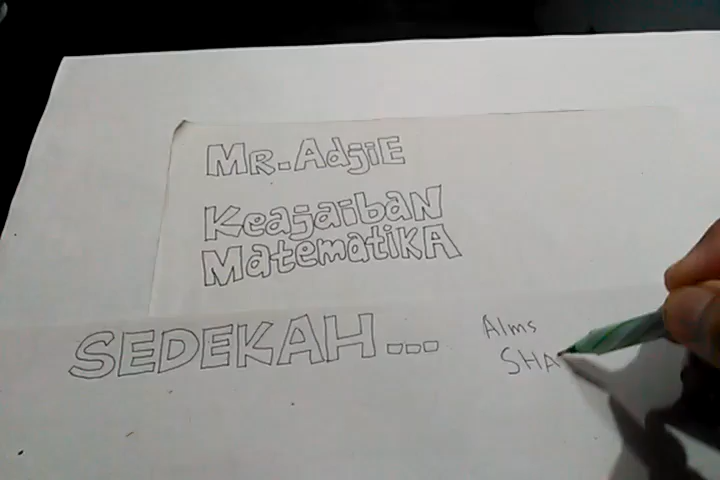 Mr. Adjie
Keajaiban
Matematika
SEDEKAH...
Alms
SHA